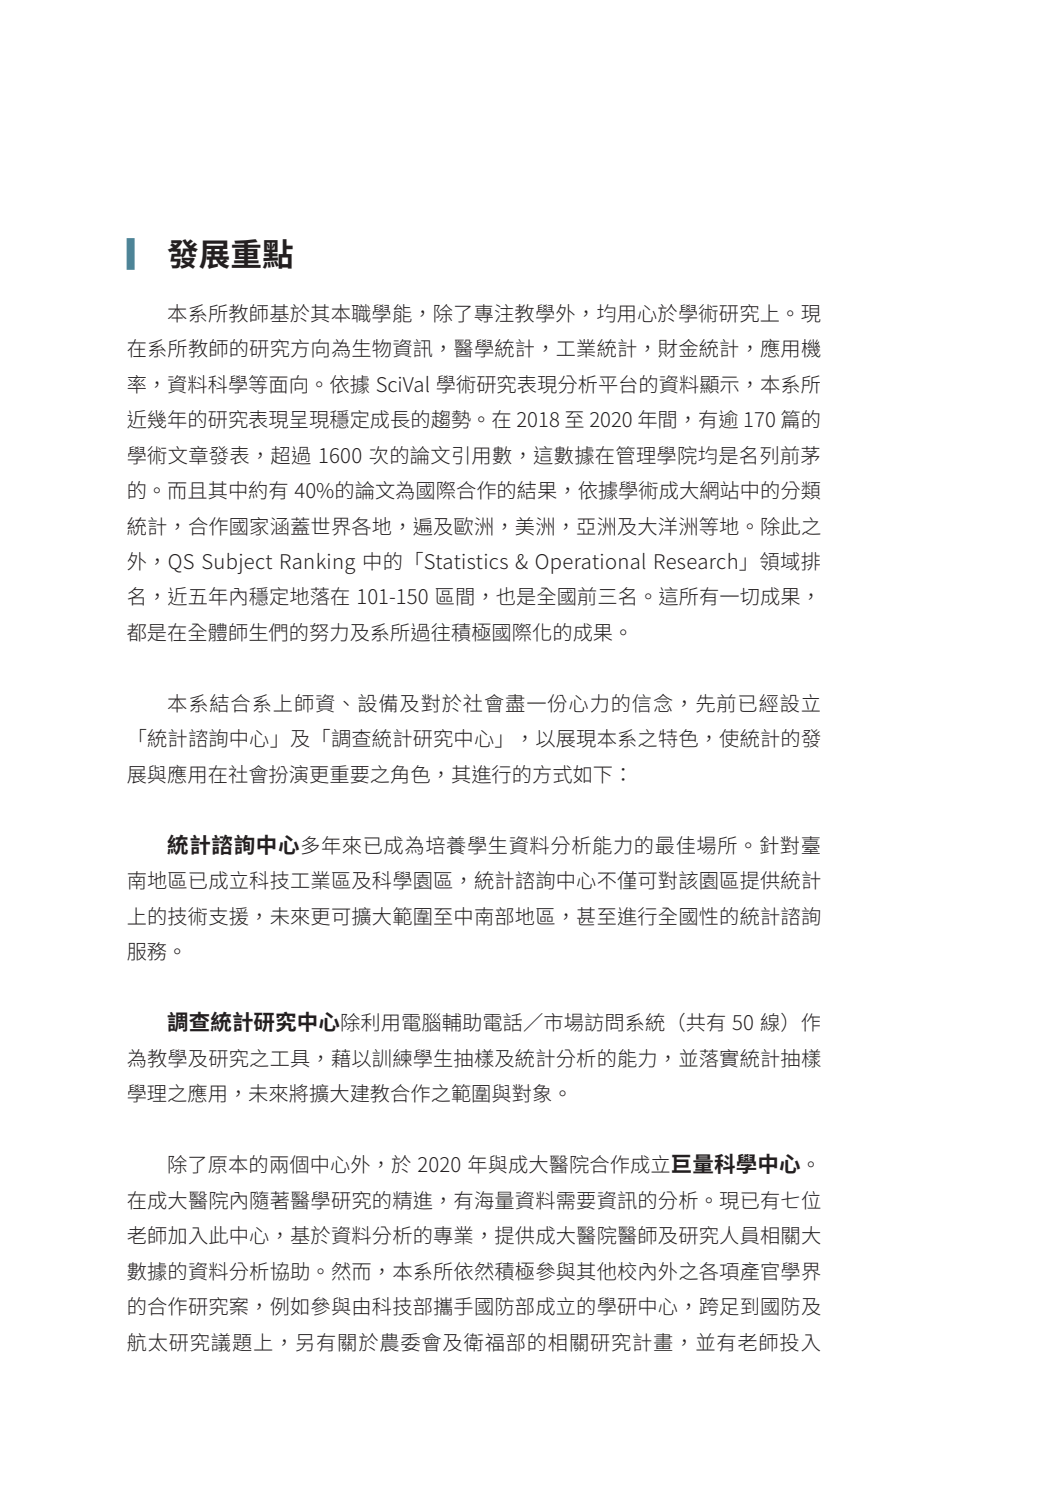 發展重點
本系所教師基於其本職學能，除了專注教學外，均用心於學術研究上。現
在系所教師的研究方向為生物資訊，醫學統計，工業統計，財金統計，應用機
率，資料科學等面向。依據 SciVal 學術研究表現分析平台的資料顯示，本系所
近幾年的研究表現呈現穩定成長的趨勢。在 2018 至 2020 年間，有逾 170 篇的
學術文章發表，超過 1600 次的論文引用數，這數據在管理學院均是名列前茅
的。而且其中約有 40%的論文為國際合作的結果，依據學術成大網站中的分類
統計，合作國家涵蓋世界各地，遍及歐洲，美洲，亞洲及大洋洲等地。除此之
外，QS Subject Ranking 中的「Statistics & Operational Research」領域排
名，近五年內穩定地落在 101-150 區間，也是全國前三名。這所有一切成果，
都是在全體師生們的努力及系所過往積極國際化的成果。
本系結合系上師資、設備及對於社會盡一份心力的信念，先前已經設立
「統計諮詢中心」及「調查統計研究中心」，以展現本系之特色，使統計的發
展與應用在社會扮演更重要之角色，其進行的方式如下：
統計諮詢中心多年來已成為培養學生資料分析能力的最佳場所。針對臺
南地區已成立科技工業區及科學園區，統計諮詢中心不僅可對該園區提供統計
上的技術支援，未來更可擴大範圍至中南部地區，甚至進行全國性的統計諮詢
服務。
調查統計研究中心除利用電腦輔助電話／市場訪問系統（共有 50 線）作
為教學及研究之工具，藉以訓練學生抽樣及統計分析的能力，並落實統計抽樣
學理之應用，未來將擴大建教合作之範圍與對象。
除了原本的兩個中心外，於 2020 年與成大醫院合作成立巨量科學中心。
在成大醫院內隨著醫學研究的精進，有海量資料需要資訊的分析。現已有七位
老師加入此中心，基於資料分析的專業，提供成大醫院醫師及研究人員相關大
數據的資料分析協助。然而，本系所依然積極參與其他校內外之各項產官學界
的合作研究案，例如參與由科技部攜手國防部成立的學研中心，跨足到國防及
航太研究議題上，另有關於農委會及衛福部的相關研究計畫，並有老師投入